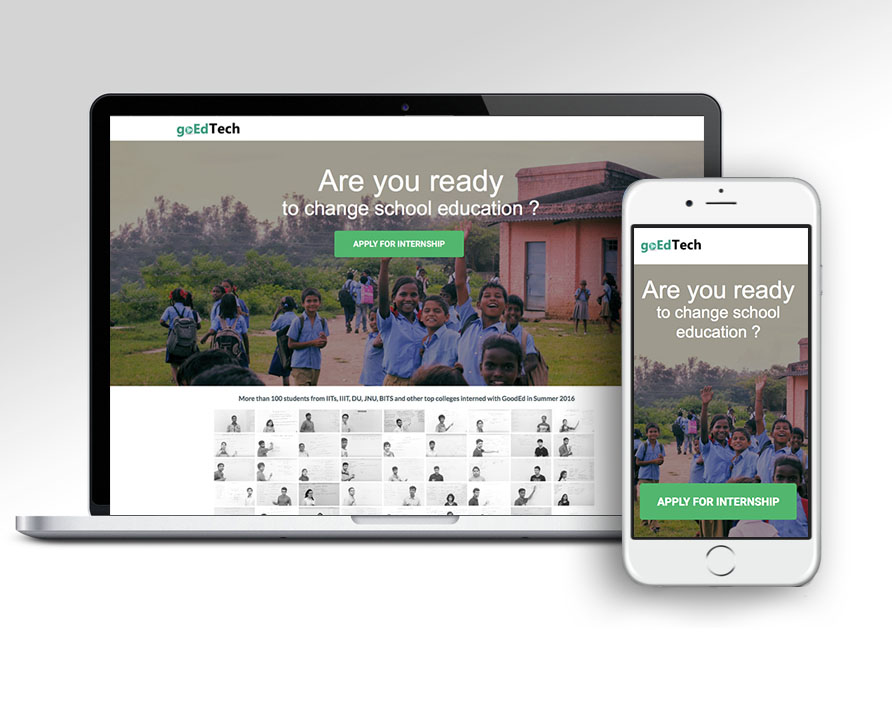 goEdTech
Are you ready
to change school education ?
APPLY FOR INTERNSHIP
More than 100 students from IITs, IIIT, DU, JNU, BITS and other top colleges interned with GoodEd in Summer 2016
goEdTech
Are you ready
to change school
education ?
APPLY FOR INTERNSHIP